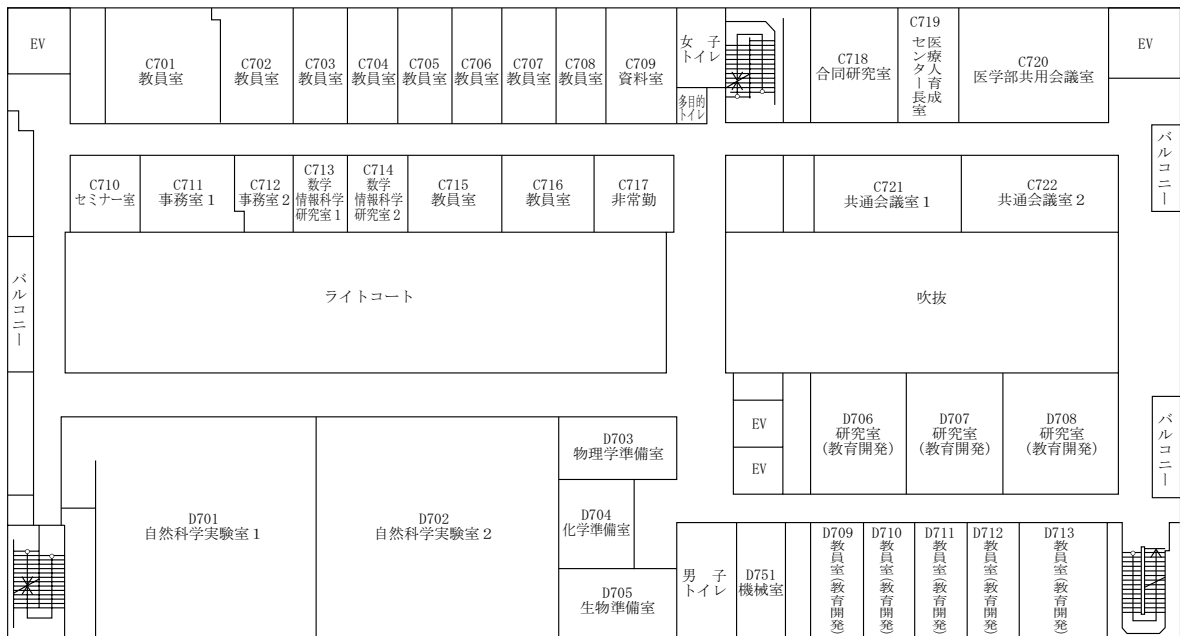 EV
C701
教員室
C702
教員室
C703
教員室
C704
教員室
C705
教員室
C706
教員室
C707
教員室
C708
教員室
C709
資料室
女　子
トイレ
多目的
トイレ
C718
合同研究室
C719
医療人育成
センター長室
C720
医学部共用会議室
EV
バルコニー
C710
セミナー室
C711
事務室１
C712
事務室２
C713
数学
情報科学
研究室１
C714
数学
情報科学
研究室２
C715
教員室
C716
教員室
C717
非常勤
C721
共通会議室１
C722
共通会議室２
バルコニー
ライトコート
吹抜
EV
EV
D706
研究室
(教育開発)
D707
研究室
(教育開発)
D708
研究室
(教育開発)
バルコニー
D701
自然科学実験室１
D702
自然科学実験室２
D703
物理学準備室
D704
化学準備室
D705
生物準備室
男　子
トイレ
D751
機械室
D709
教員室(教育開発)
D710
教員室(教育開発)
D711
教員室(教育開発)
D712
教員室(教育開発)
D713
教員室(教育開発)